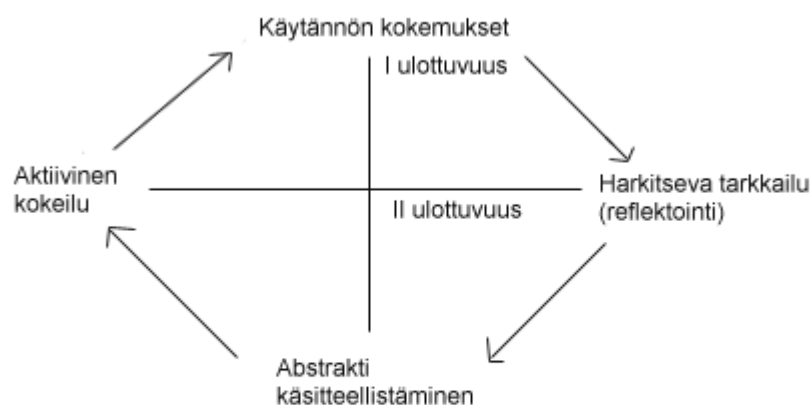 Käytännön kokemukset
I ulottuvuus
Aktiivinen
kokeilu
Harkitseva tarkkailu
(reflektointi)
II ulottuvuus
Abstrakti
käsitteellistäminen